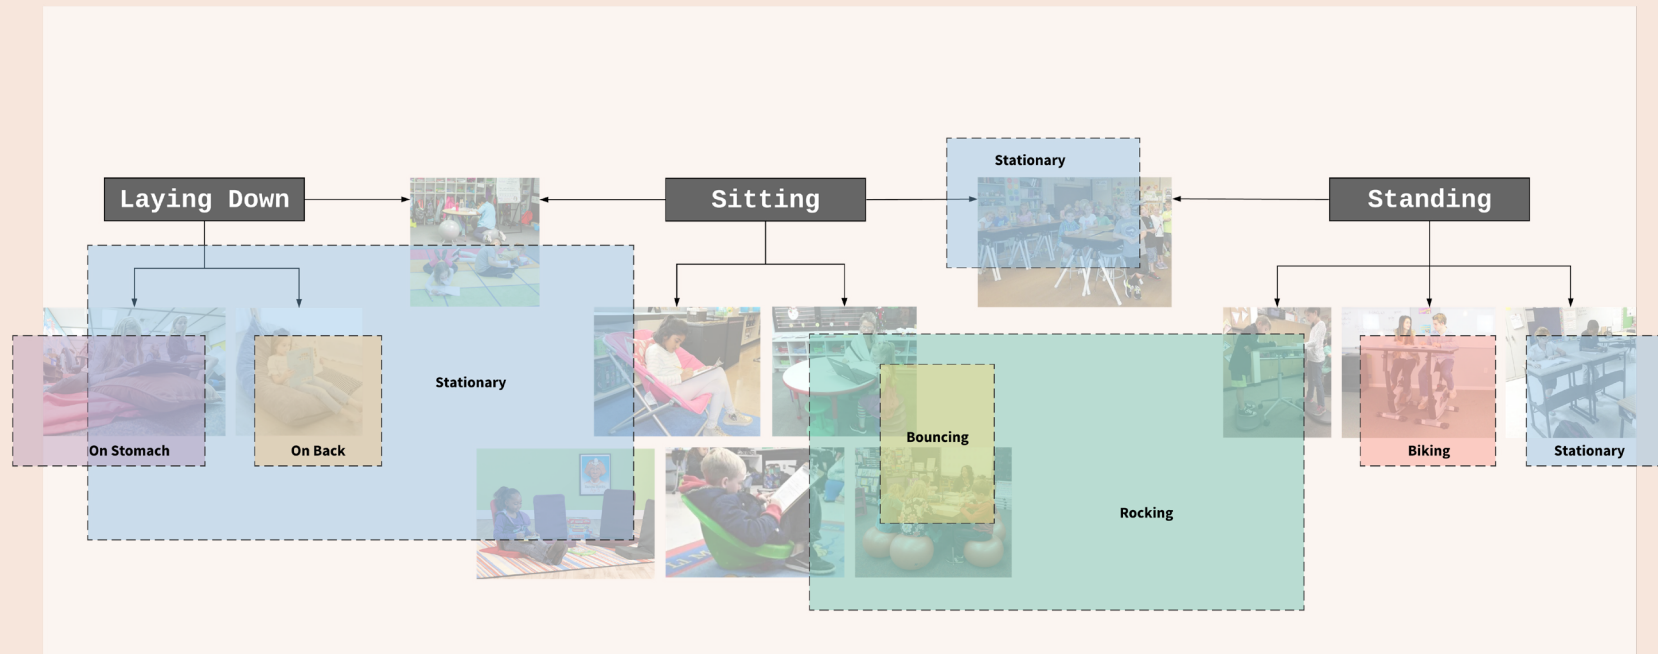 Stationary
Laying Down
Sitting
Standing
Stationary
On Stomach
On Back
Bouncing
Biking
Stationary
Rocking